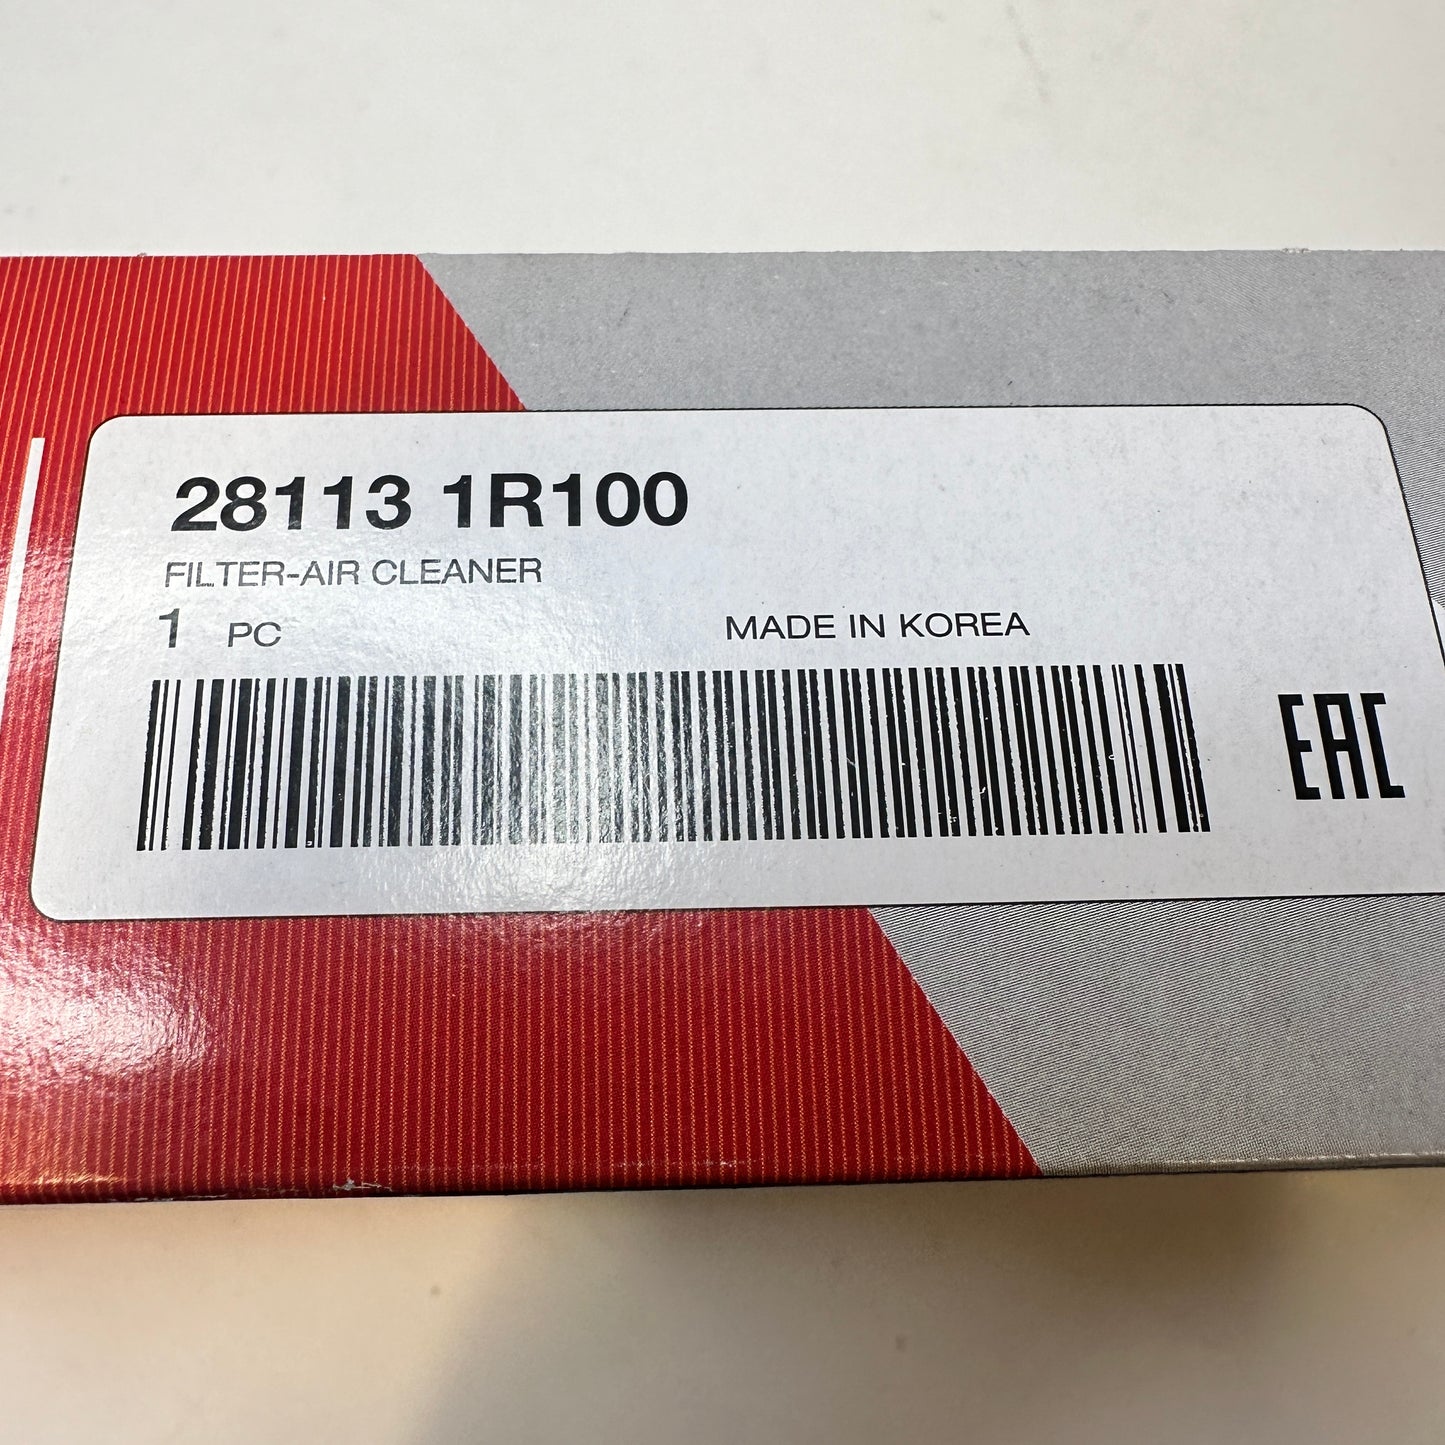 28113 1R100
FILTER-AIR CLEANER
1 PC MADE IN KOREA
EAC